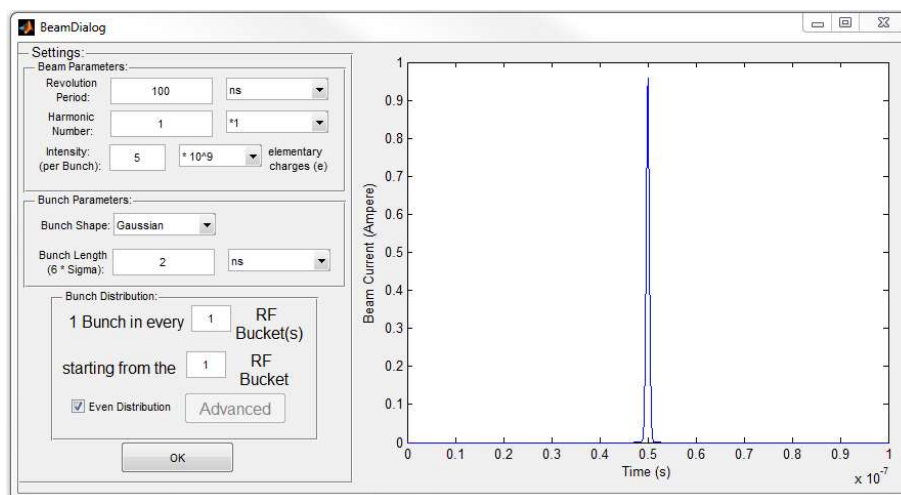 BeamDialog
Settings:
Beam Parameters:
Revolution
Period:
100
ns
Harmonic
Number:
1
*1
Intensity:
(per Bunch):
5
* 10^9
elementary
charges (e)
Bunch Parameters:
Bunch Shape:
Gaussian
Bunch Length
(6 * Sigma):
2
ns
Bunch Distribution:
1 Bunch in every 1 RF
Bucket(s)
starting from the 1 RF
Bucket
Even Distribution
Advanced
OK
Beam Current (Ampere)
1
0.9
0.8
0.7
0.6
0.5
0.4
0.3
0.2
0.1
0
0 0.1 0.2 0.3 0.4 0.5 0.6 0.7 0.8 0.9 1
Time (s)
x 10^-7